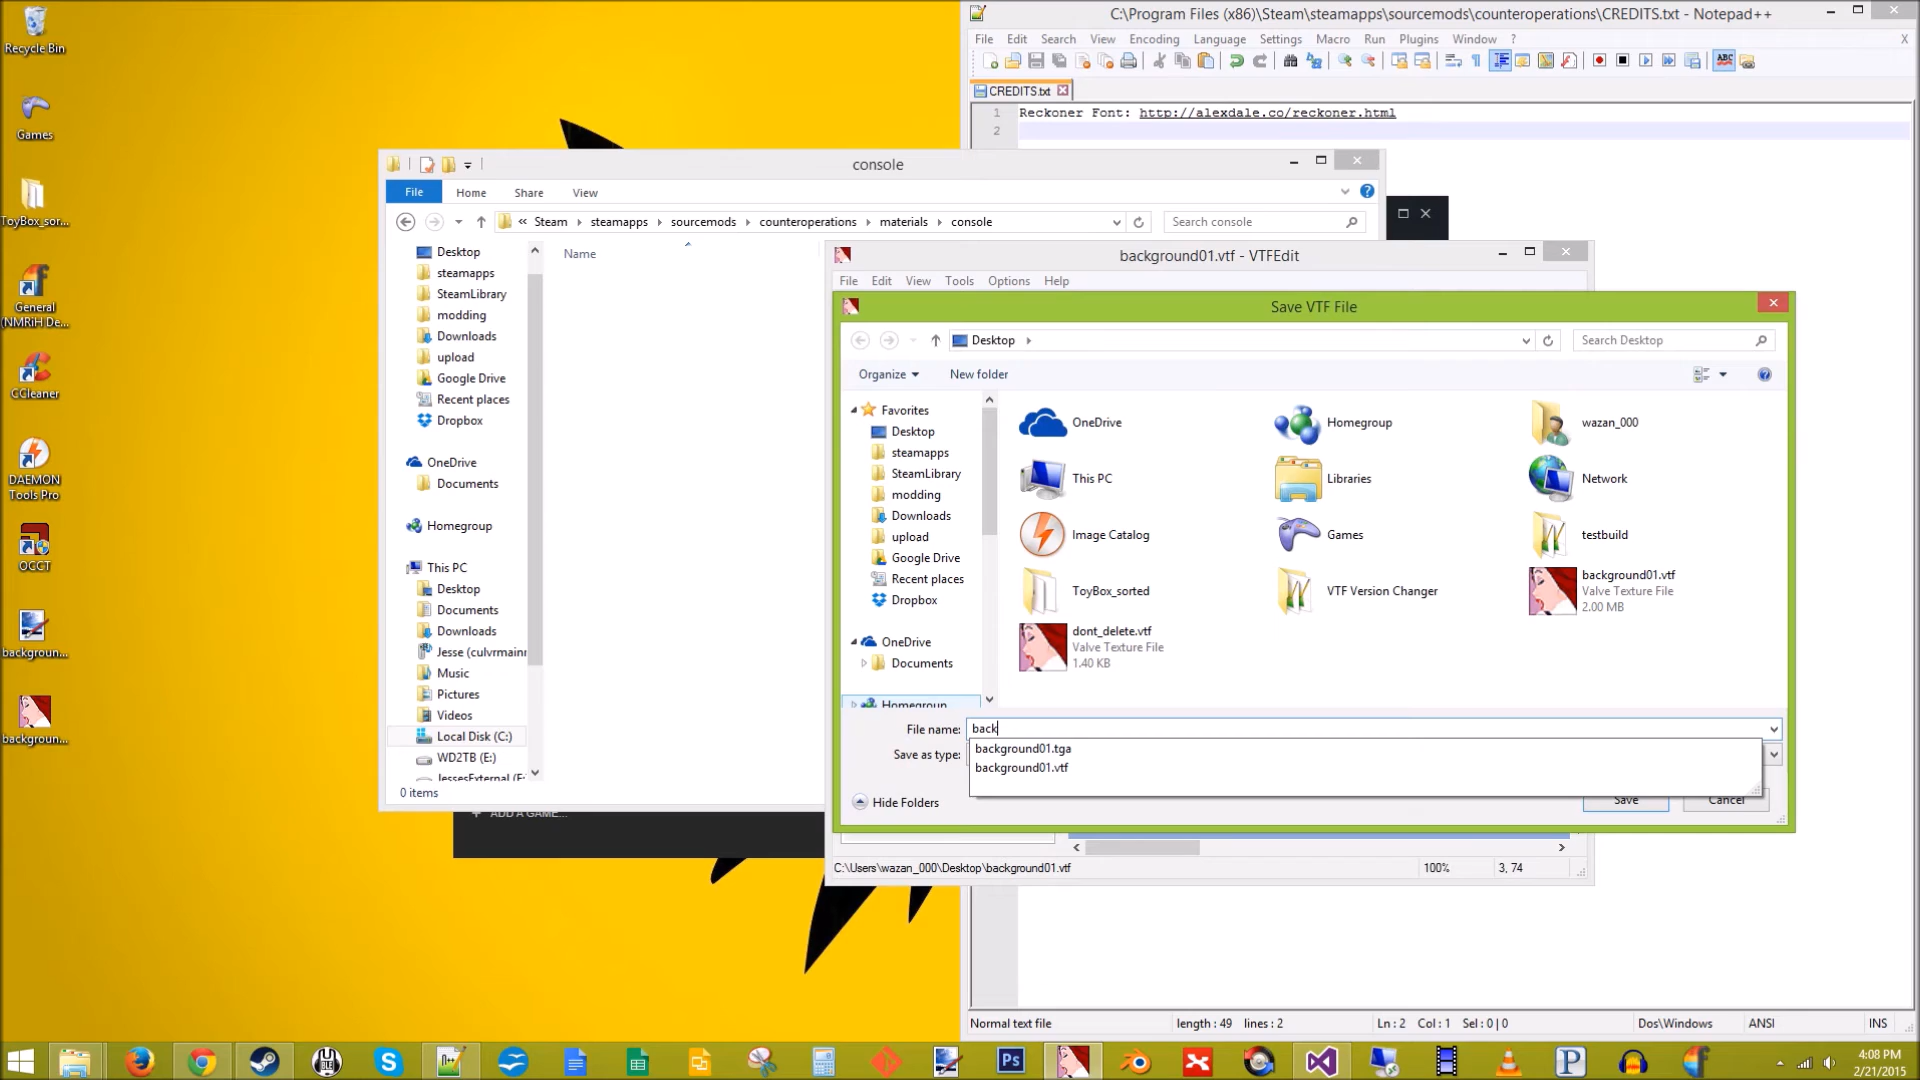 Recycle Bin
Games
ToyBox_sor...
General
(NMRiH De...
CCleaner
DAEMON
Tools Pro
OCCT
backgroun...
backgroun...
C:\Program Files (x86)\Steam\steamapps\sourcemods\counteroperations\CREDITS.txt - Notepad++
File Edit Search View Encoding Language Settings Macro Run Plugins Window ?
X
ABC
CREDITS.txt
1 Reckoner Font: http://alexdale.co/reckoner.html
2
console
File Home Share View
« Steam steamapps sourcemods counteroperations materials console
Search console
Name
Desktop
steamapps
SteamLibrary
modding
Downloads
upload
Google Drive
Recent places
Dropbox
OneDrive
Documents
Homegroup
This PC
Desktop
Documents
Downloads
Jesse (culvrmainr
Music
Pictures
Videos
Local Disk (C:)
WD2TB (E:)
JessesExternal (F:
0 items
+ ADD A GAME...
background01.vtf - VTFEdit
File Edit View Tools Options Help
Save VTF File
Desktop
Search Desktop
Organize New folder
Favorites
Desktop
steamapps
SteamLibrary
modding
Downloads
upload
Google Drive
Recent places
Dropbox
OneDrive
Documents
Homegroup
OneDrive Homegroup wazan_000
This PC Libraries Network
Image Catalog Games testbuild
ToyBox_sorted VTF Version Changer background01.vtf
Valve Texture File
2.00 MB
dont_delete.vtf
Valve Texture File
1.40 KB
File name: back
Save as type:
background01.tga
background01.vtf
Hide Folders
Save Cancel
C:\Users\wazan_000\Desktop\background01.vtf 100% 3, 74
Normal text file length : 49 lines : 2 Ln : 2 Col : 1 Sel : 0 | 0 Dos\Windows ANSI INS
Ps
P
4:08 PM
2/21/2015